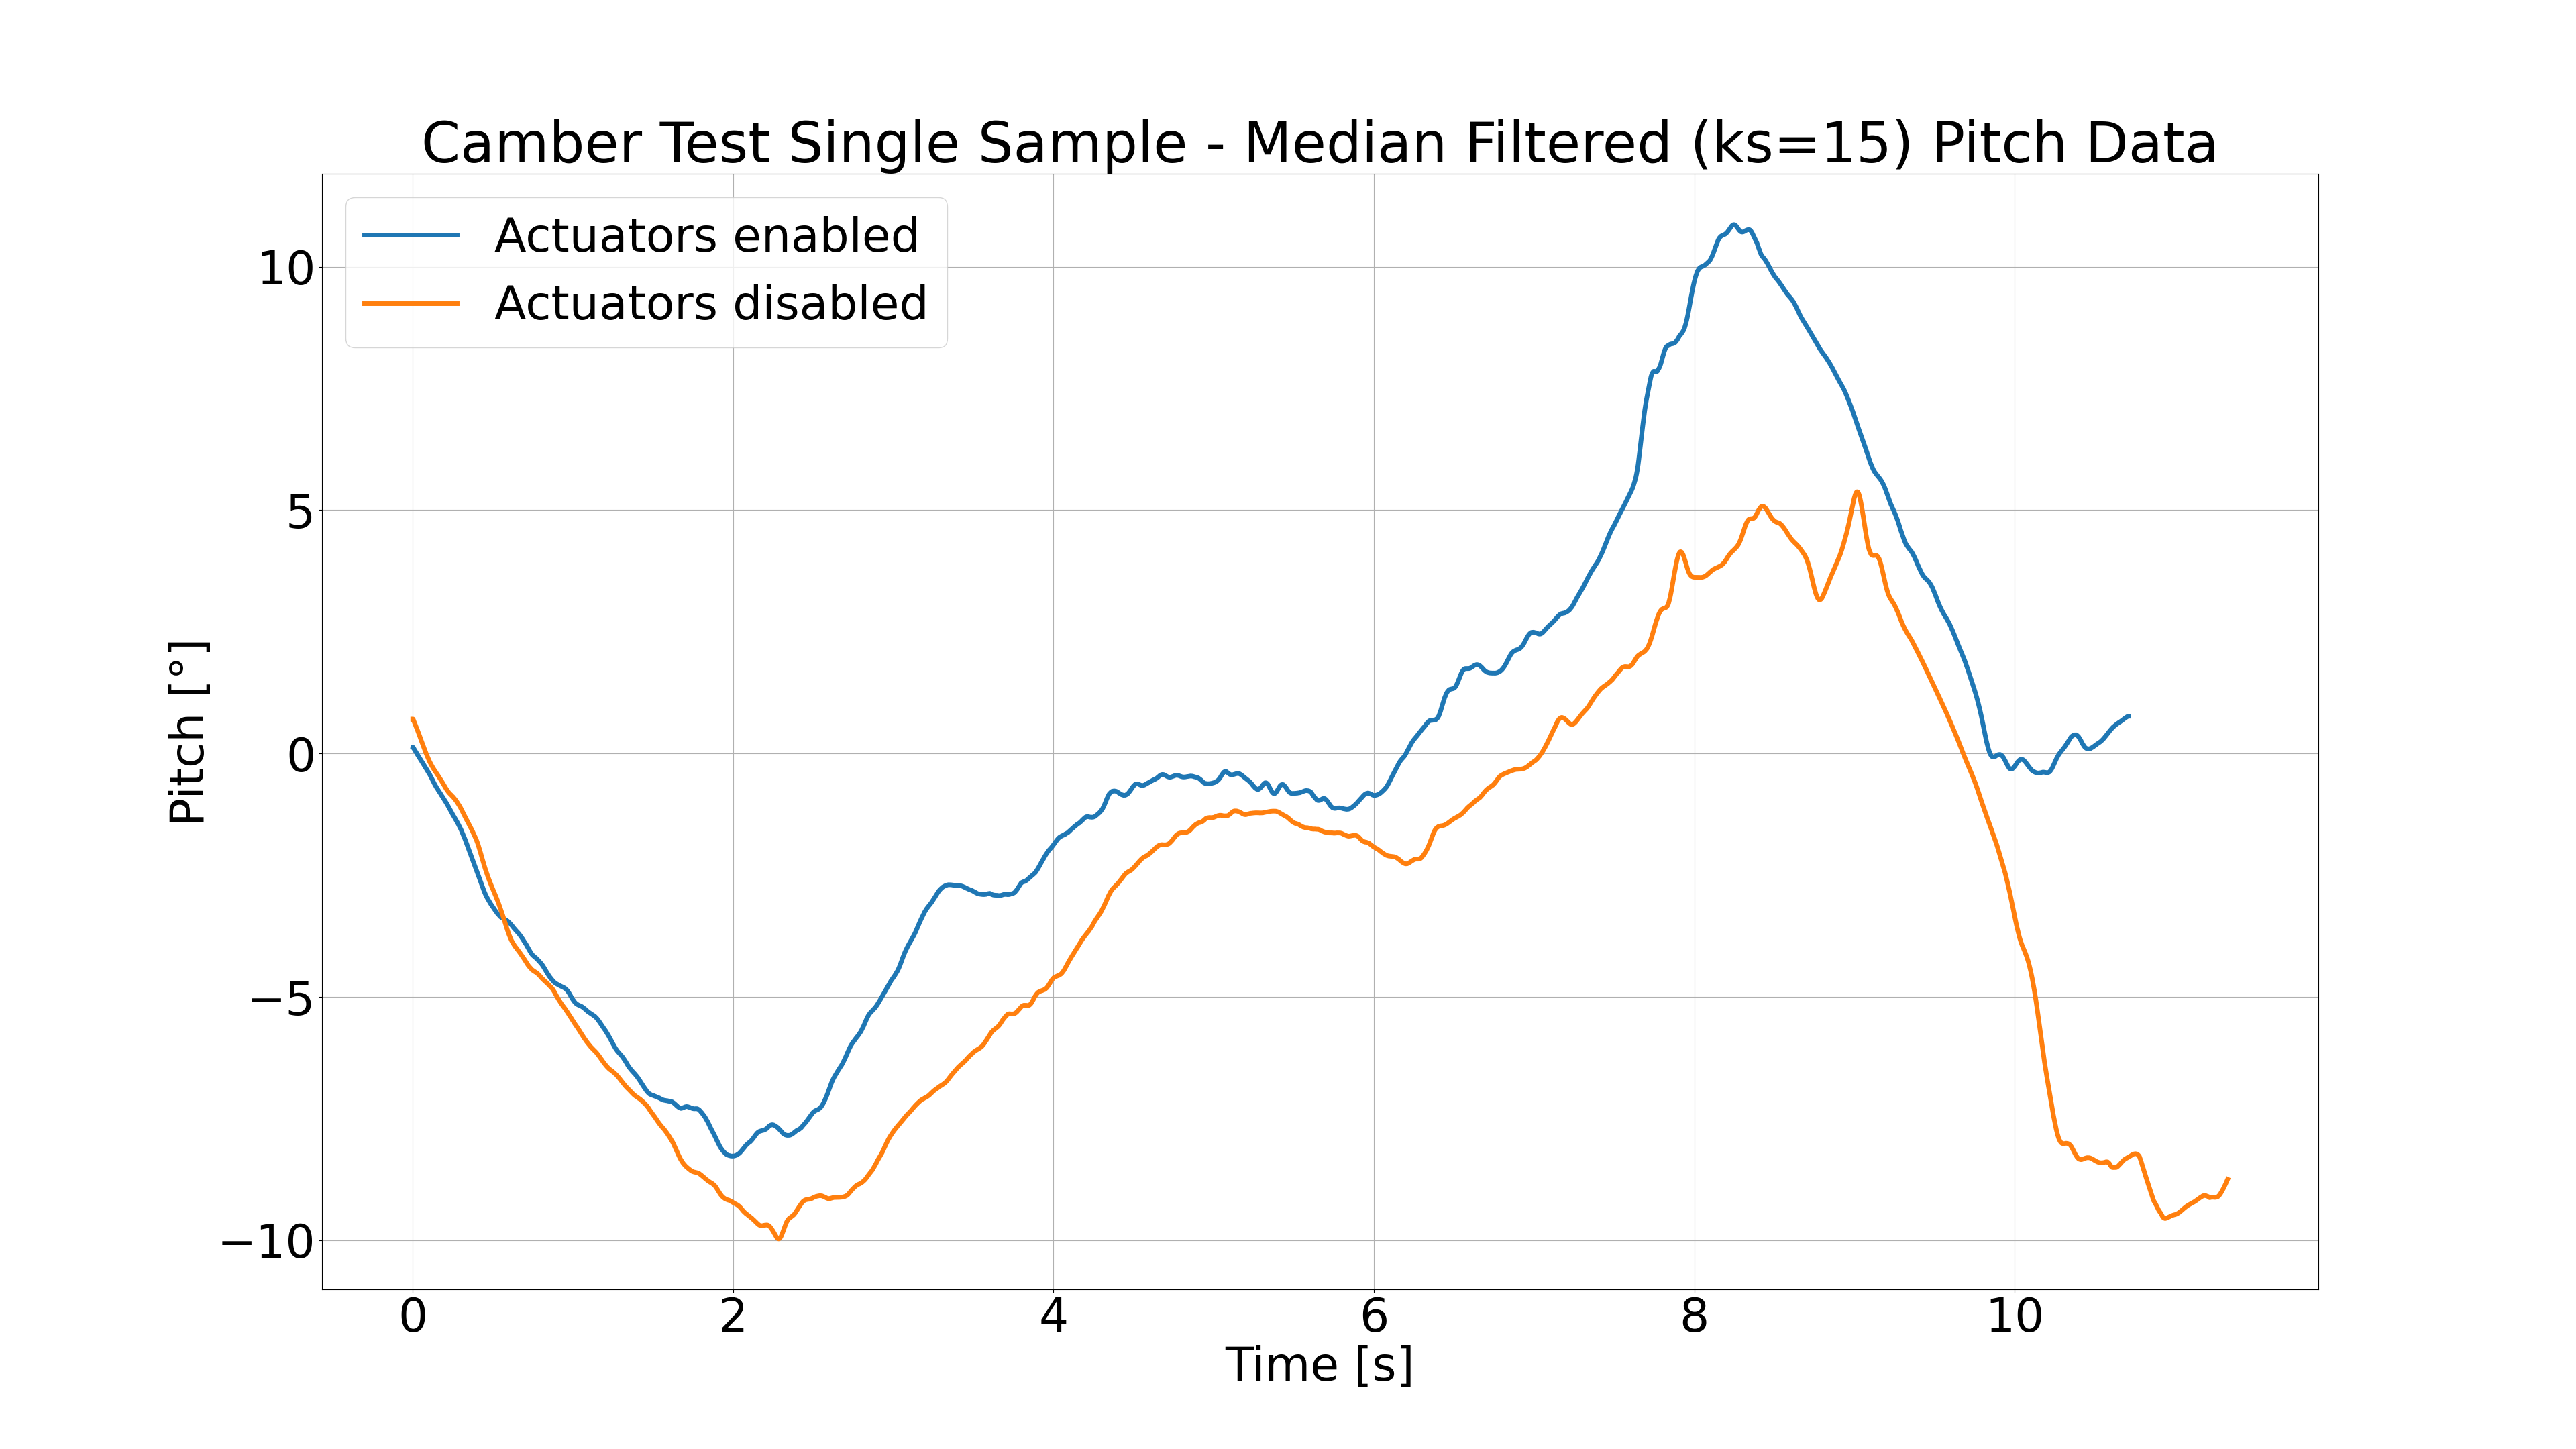 Camber Test Single Sample - Median Filtered (ks=15) Pitch Data
Actuators enabled
Actuators disabled
10
5
0
−5
−10
Pitch [°]
0 2 4 6 8 10
Time [s]